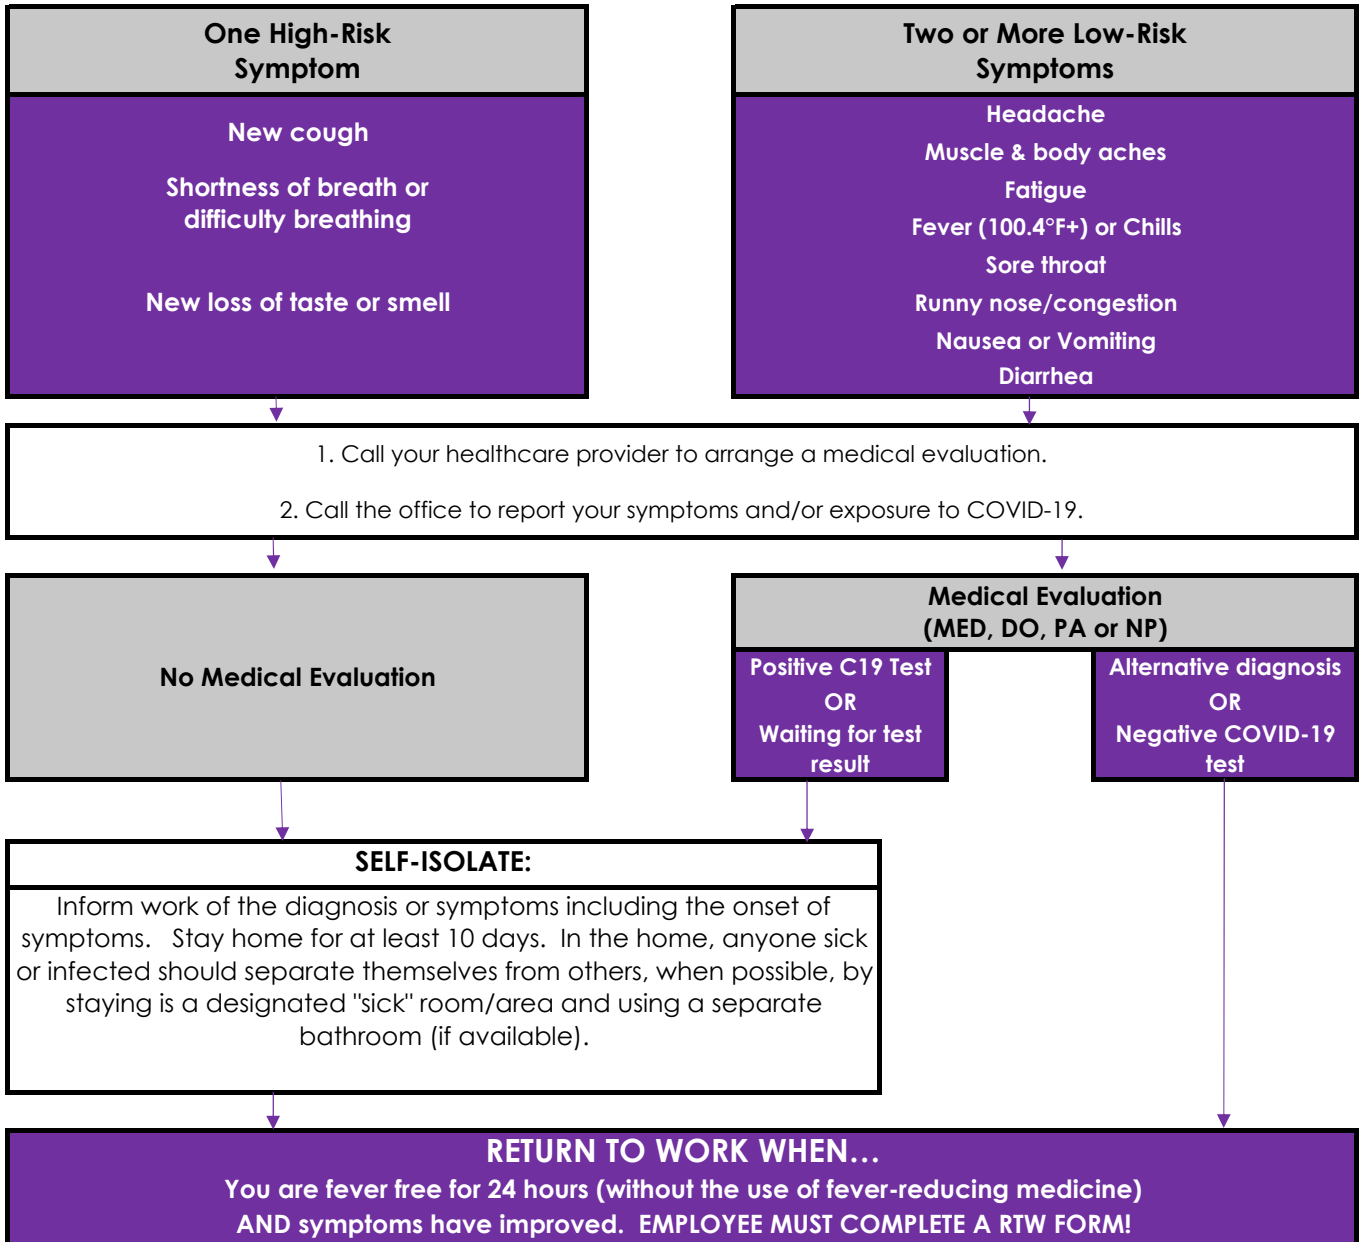 One High-Risk
Symptom
New cough
Shortness of breath or
difficulty breathing
New loss of taste or smell
Two or More Low-Risk
Symptoms
Headache
Muscle & body aches
Fatigue
Fever (100.4°F+) or Chills
Sore throat
Runny nose/congestion
Nausea or Vomiting
Diarrhea
1. Call your healthcare provider to arrange a medical evaluation.
2. Call the office to report your symptoms and/or exposure to COVID-19.
No Medical Evaluation
Medical Evaluation
(MED, DO, PA or NP)
Positive C19 Test
OR
Waiting for test
result
Alternative diagnosis
OR
Negative COVID-19
test
SELF-ISOLATE:
Inform work of the diagnosis or symptoms including the onset of
symptoms.   Stay home for at least 10 days.  In the home, anyone sick
or infected should separate themselves from others, when possible, by
staying is a designated "sick" room/area and using a separate
bathroom (if available).
RETURN TO WORK WHEN…
You are fever free for 24 hours (without the use of fever-reducing medicine)
AND symptoms have improved.  EMPLOYEE MUST COMPLETE A RTW FORM!